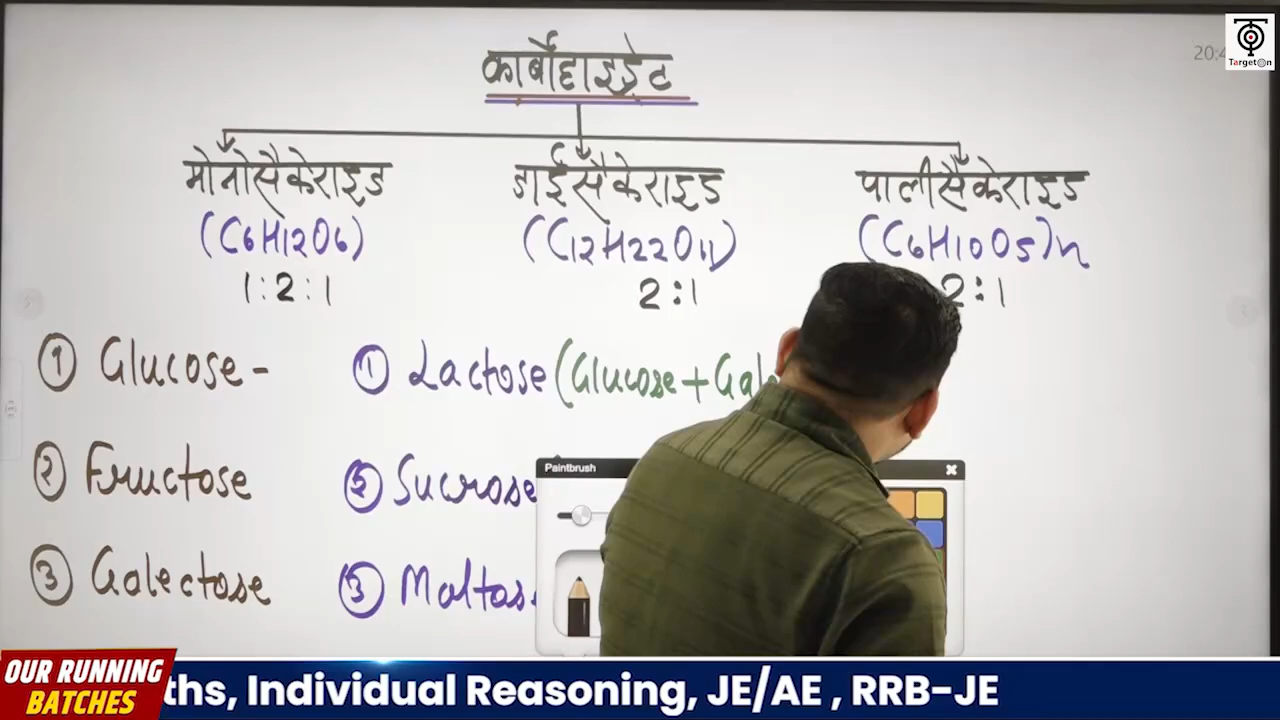 TargetOn
20:4
कार्बोहाइड्रेट
मोनोसैकेराइड
डाईसैकेराइड
पालीसैकेराइड
(C6H12O6)
(C12H22O11)
(C6H10O5)n
1:2:1
2:1
2:1
① Glucose -
① Lactose (Glucose + Gal
② Fructose
② Sucrose
③ Galectose
③ Maltos
Paintbrush
OUR RUNNING BATCHES
ths, Individual Reasoning, JE/AE , RRB-JE